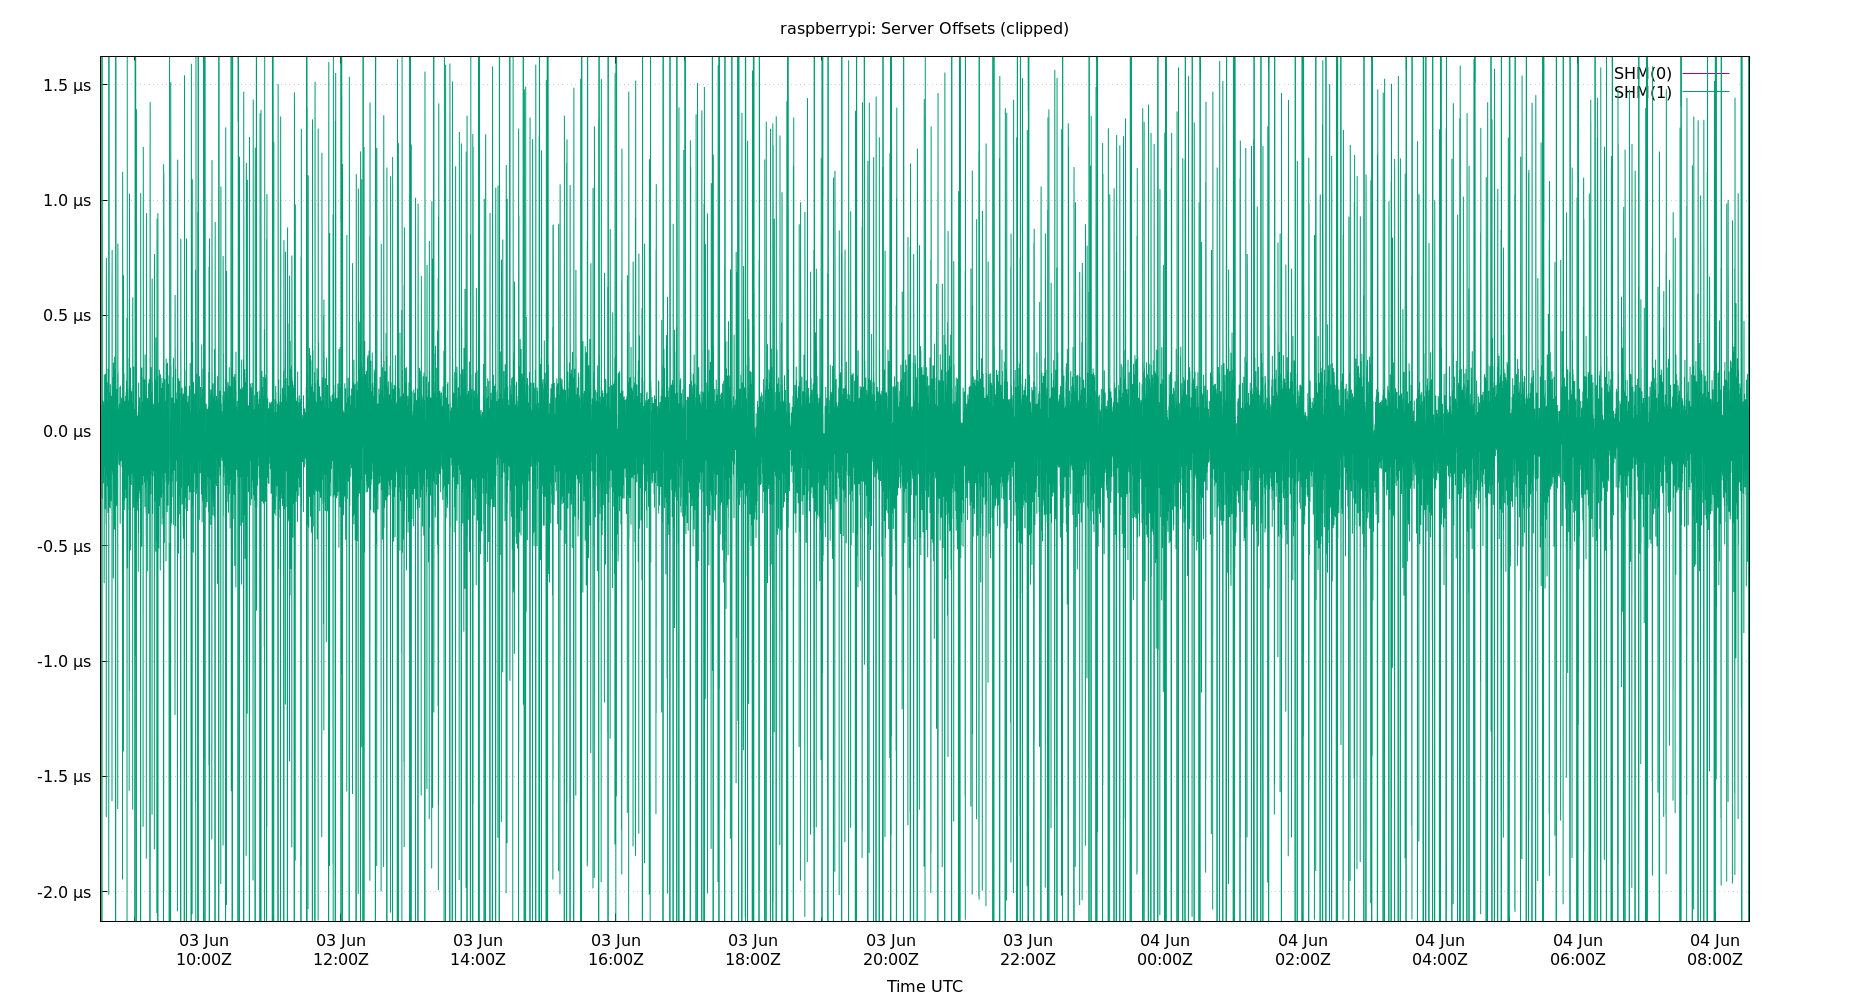 raspberrypi: Server Offsets (clipped)
SHM(0)
SHM(1)
1.5 µs
1.0 µs
0.5 µs
0.0 µs
-0.5 µs
-1.0 µs
-1.5 µs
-2.0 µs
03 Jun 03 Jun 03 Jun 03 Jun 03 Jun 03 Jun 03 Jun 04 Jun 04 Jun 04 Jun 04 Jun 04 Jun
10:00Z 12:00Z 14:00Z 16:00Z 18:00Z 20:00Z 22:00Z 00:00Z 02:00Z 04:00Z 06:00Z 08:00Z
Time UTC